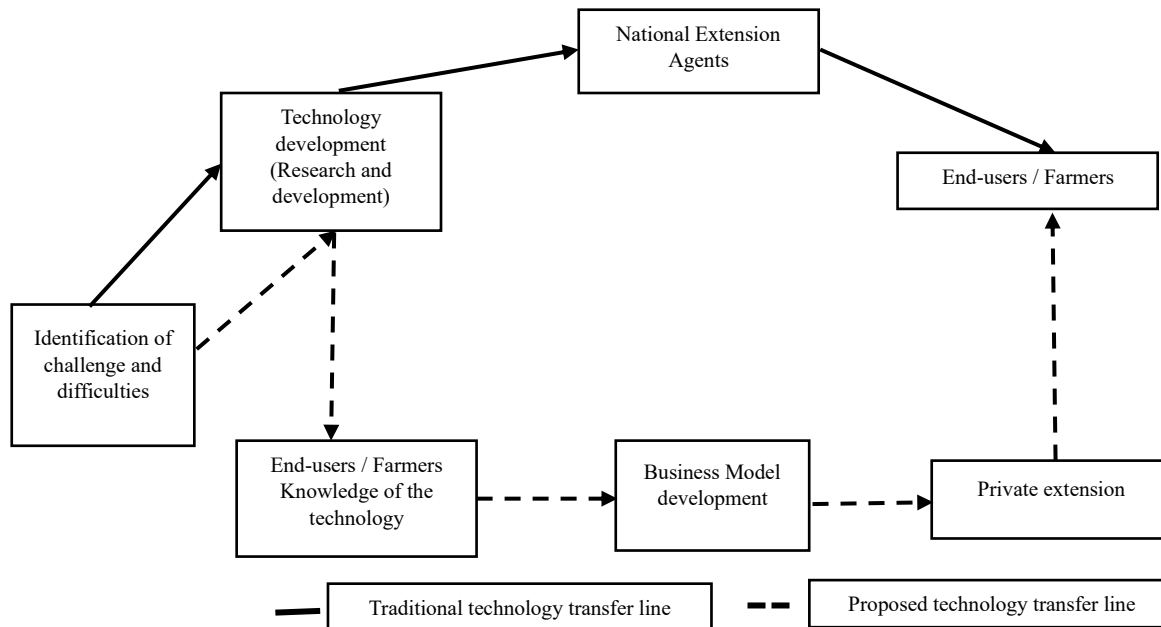 National Extension
Agents
Technology
development
(Research and
development)
End-users / Farmers
Identification of
challenge and
difficulties
End-users / Farmers
Knowledge of the
technology
Business Model
development
Private extension
Traditional technology transfer line
Proposed technology transfer line